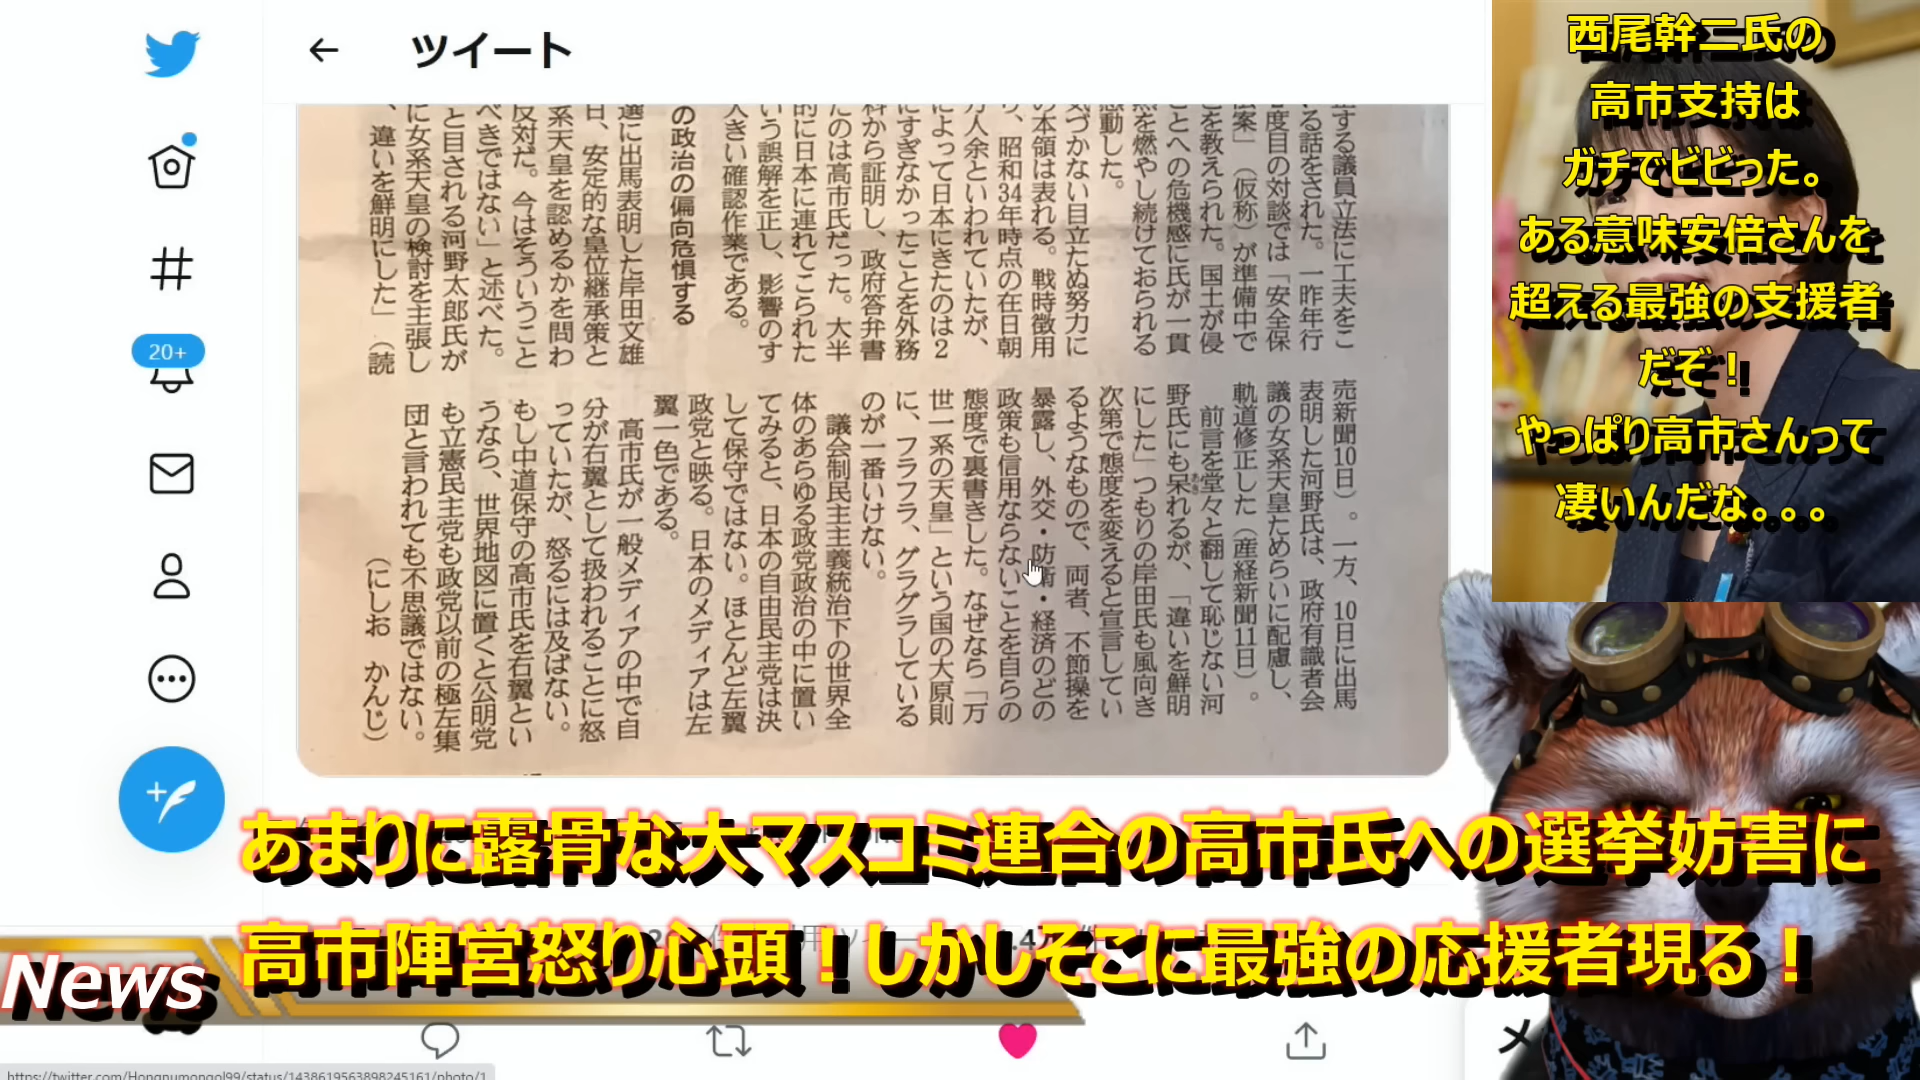 ツイート
20+
正する議員立法に工夫をこ
いる話をされた。一昨年行
2度目の対談では「安全保
伝案」（仮称）が準備中で
とを教えられた。国土が侵
ことへの危機感に氏が一貫
然を燃やし続けておられる
感動した。
気づかない目立たぬ努力に
の本領は表れる。戦時徴用
ら、昭和34年時点の在日朝
万人余といわれていたが、
によって日本にきたのは2
にすぎなかったことを外務
料から証明し、政府答弁書
たのは高市氏だった。大半
的に日本に連れてこられた
いう誤解を正し、影響のす
大きい確認作業である。
の政治の偏向危惧する
選に出馬表明した岸田文雄
日、安定的な皇位継承策と
系天皇を認めるかを問わ
反対だ。今はそういうこと
べきではない」と述べた。
と目される河野太郎氏が
に女系天皇の検討を主張し
、違いを鮮明にした」（読
売新聞10日）。一方、10日に出馬
表明した河野氏は、政府有識者会
議の女系天皇ためらいに配慮し、
軌道修正した（産経新聞11日）。
前言を堂々と翻して恥じない河
野氏にも呆れるが、「違いを鮮明
にした」つもりの岸田氏も風向き
次第で態度を変えると宣言してい
るようなもので、両者、不節操を
暴露し、外交・防衛・経済のどの
政策も信用ならないことを自らの
態度で裏書きした。なぜなら「万
世一系の天皇」という国の大原則
に、フラフラ、グラグラしている
のが一番いけない。
議会制民主主義統治下の世界全
体のあらゆる政党政治の中に置い
てみると、日本の自由民主党は決
して保守ではない。ほとんど左翼
政党と映る。日本のメディアは左
翼一色である。
高市氏が一般メディアの中で自
分が右翼として扱われることに怒
っていたが、怒るには及ばない。
もし中道保守の高市氏を右翼とい
うなら、世界地図に置くと公明党
も立憲民主党も政党以前の極左集
団と言われても不思議ではない。
（にしお　かんじ）
西尾幹二氏の
高市支持は
ガチでビビった。
ある意味安倍さんを
超える最強の支援者
だぞ！
やっぱり高市さんって
凄いんだな。。。
あまりに露骨な大マスコミ連合の高市氏への選挙妨害に
高市陣営怒り心頭！しかしそこに最強の応援者現る！
News
メ
https://twitter.com/Hongnumongol99/status/1438619563898245161/photo/1